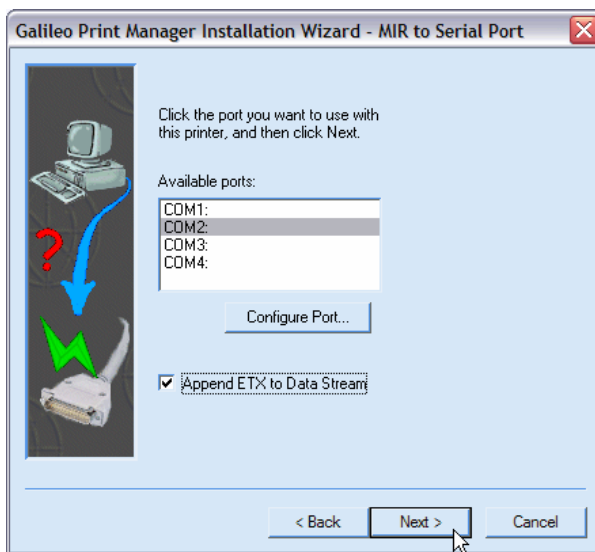 Galileo Print Manager Installation Wizard - MIR to Serial Port
Click the port you want to use with
this printer, and then click Next.
Available ports:
COM1:
COM2:
COM3:
COM4:
Configure Port...
Append ETX to Data Stream
< Back
Next >
Cancel